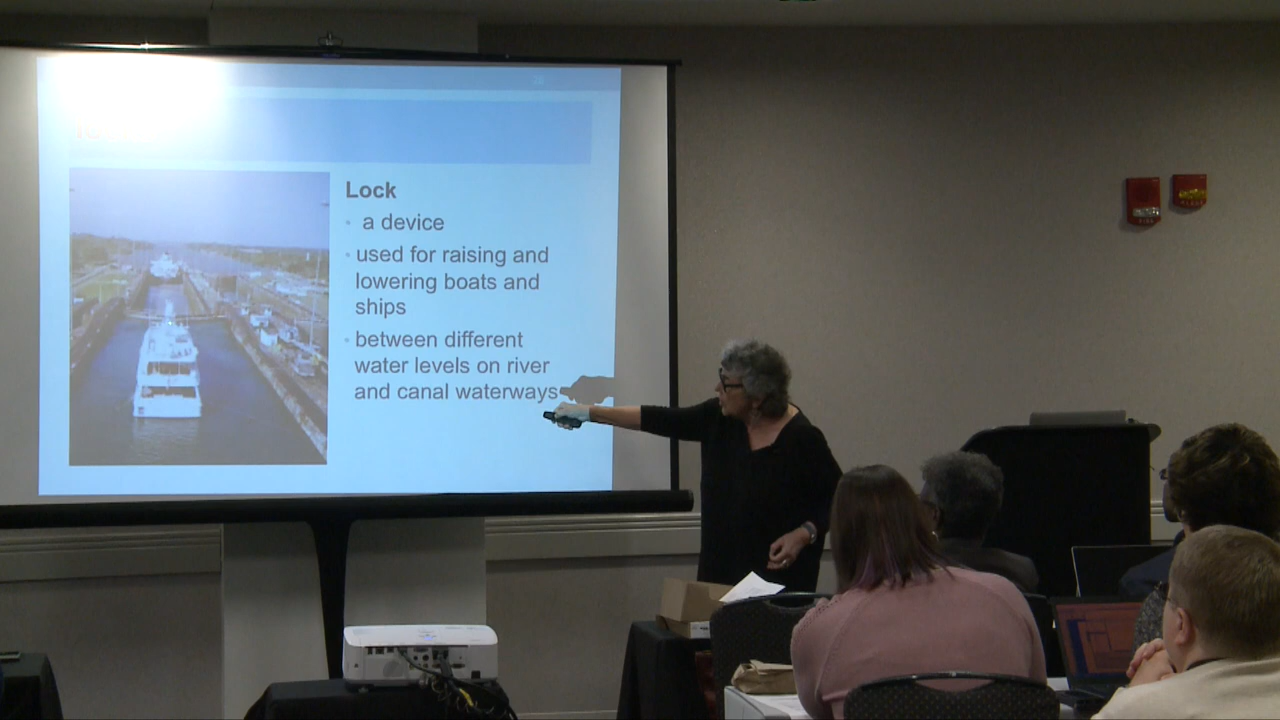 Lock
• a device
• used for raising and
lowering boats and
ships
• between different
water levels on river
and canal waterways